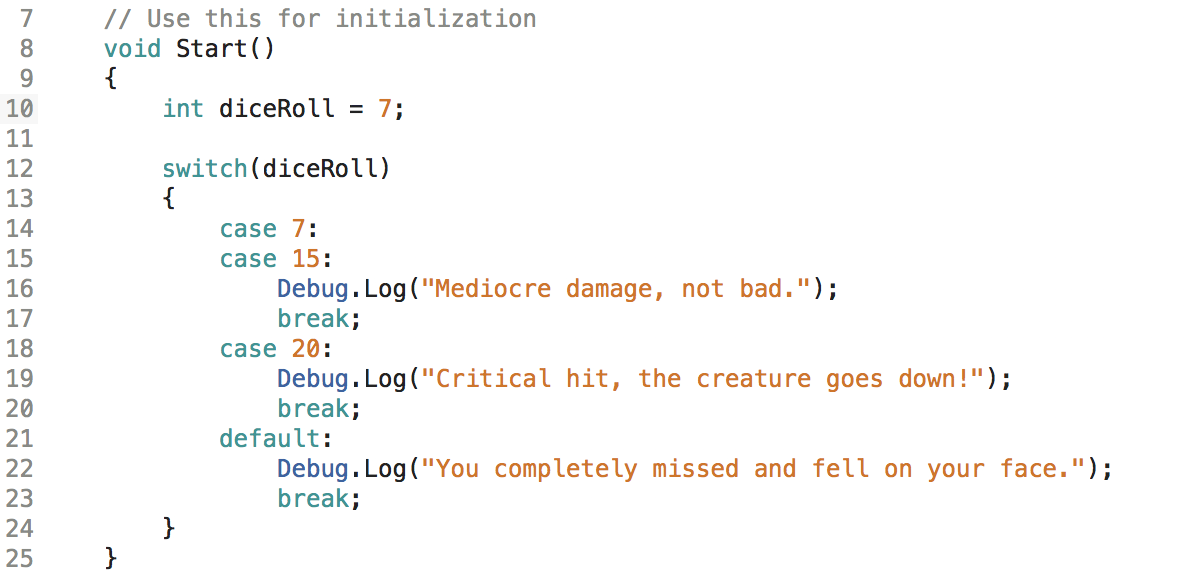 7 // Use this for initialization
8 void Start()
9 {
10 int diceRoll = 7;
11
12 switch(diceRoll)
13 {
14 case 7:
15 case 15:
16 Debug.Log("Mediocre damage, not bad.");
17 break;
18 case 20:
19 Debug.Log("Critical hit, the creature goes down!");
20 break;
21 default:
22 Debug.Log("You completely missed and fell on your face.");
23 break;
24 }
25 }